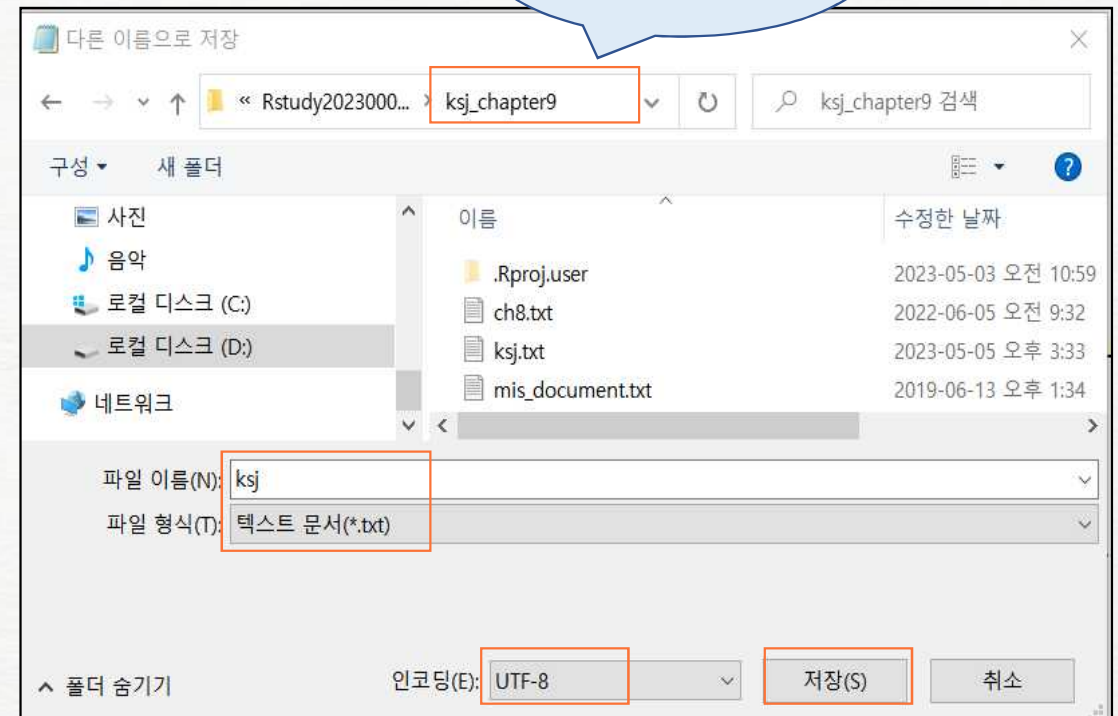 다른 이름으로 저장
« Rstudy2023000... › ksj_chapter9
ksj_chapter9 검색
구성 새 폴더
이름 수정한 날짜
사진
음악
로컬 디스크 (C:)
로컬 디스크 (D:)
네트워크
.Rproj.user 2023-05-03 오전 10:59
ch8.txt 2022-06-05 오전 9:32
ksj.txt 2023-05-05 오후 3:33
mis_document.txt 2019-06-13 오후 1:34
파일 이름(N): ksj
파일 형식(T): 텍스트 문서(*.txt)
폴더 숨기기 인코딩(E): UTF-8 저장(S) 취소